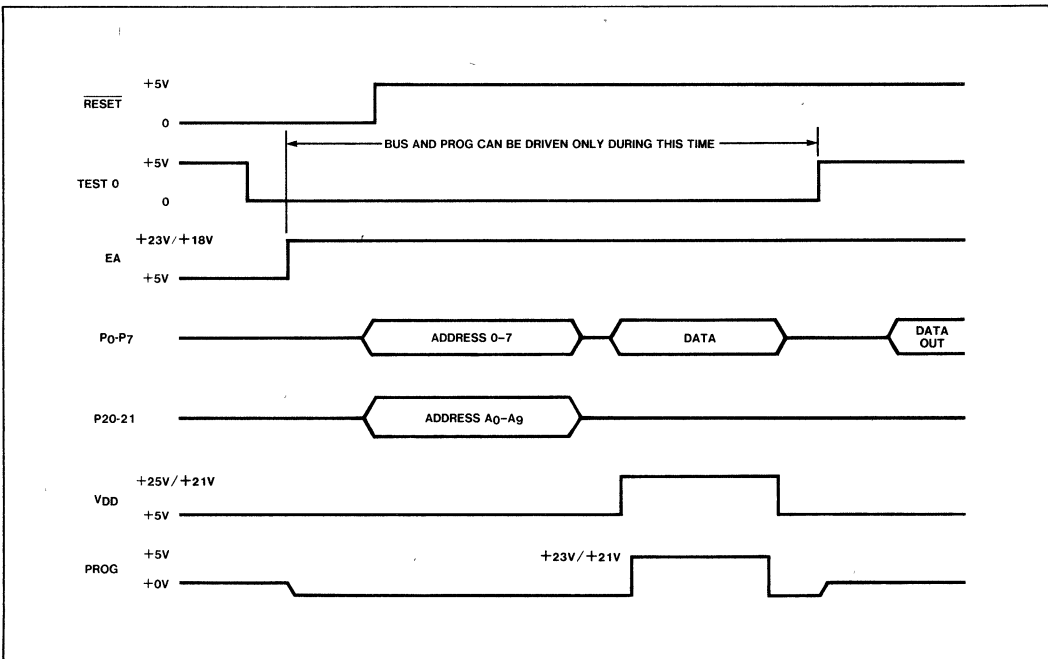 +5V
RESET
0
BUS AND PROG CAN BE DRIVEN ONLY DURING THIS TIME
+5V
TEST 0
0
+23V/+18V
EA
+5V
P0-P7
ADDRESS 0-7
DATA
DATA
OUT
P20-21
ADDRESS A0-A9
+25V/+21V
VDD
+5V
+5V
+23V/+21V
PROG
+0V